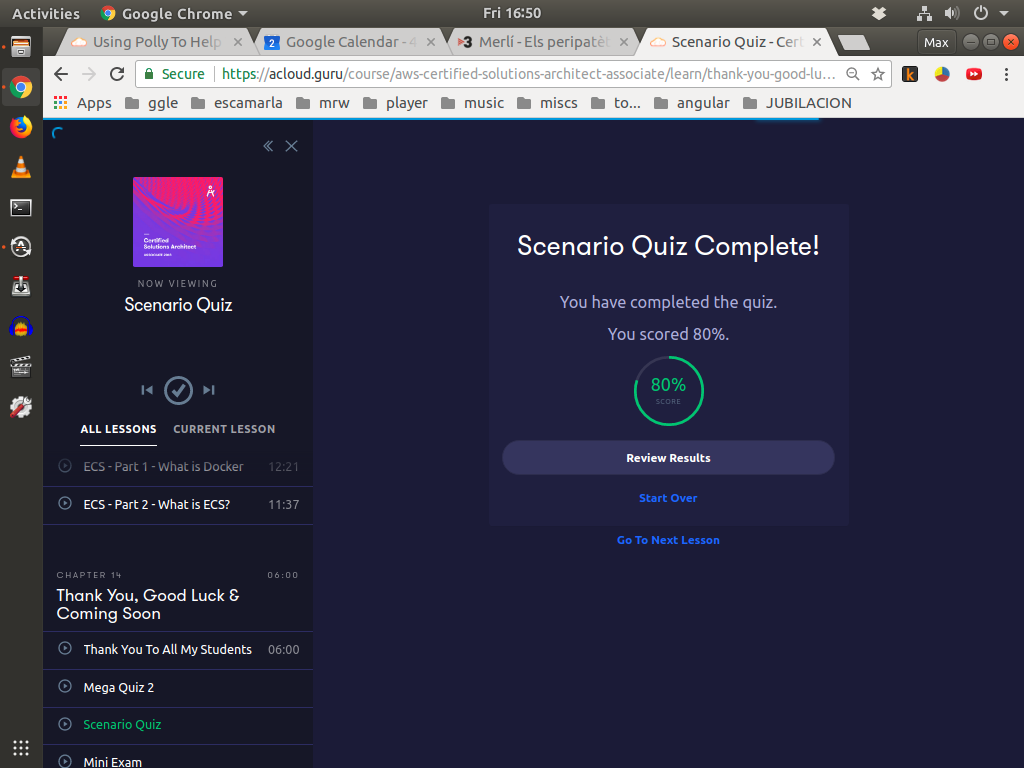 Activities Google Chrome Fri 16:50
Using Polly To Help Google Calendar - 4 Merlí - Els peripatèt Scenario Quiz - Cert Max
Secure https://acloud.guru/course/aws-certified-solutions-architect-associate/learn/thank-you-good-lu...
Apps ggle escamarla mrw player music miscs to... angular JUBILACION
Certified
Solutions Architect
NOW VIEWING
Scenario Quiz
ALL LESSONS CURRENT LESSON
ECS - Part 1 - What is Docker 12:21
ECS - Part 2 - What is ECS? 11:37
CHAPTER 14 06:00
Thank You, Good Luck &
Coming Soon
Thank You To All My Students 06:00
Mega Quiz 2
Scenario Quiz
Mini Exam
Scenario Quiz Complete!
You have completed the quiz.
You scored 80%.
80%
SCORE
Review Results
Start Over
Go To Next Lesson